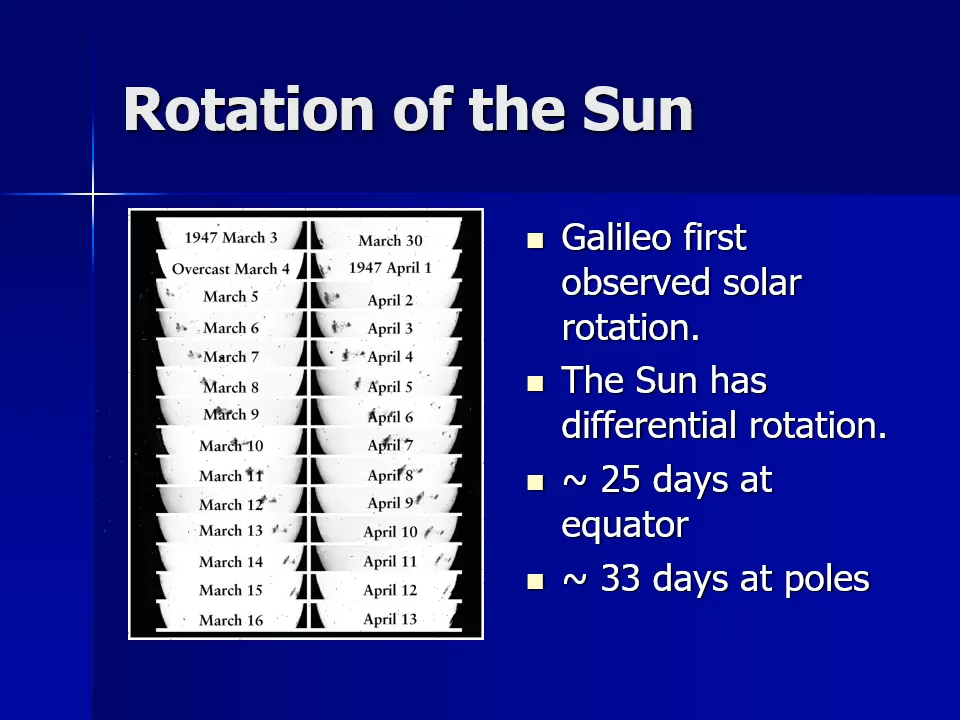 Rotation of the Sun
1947 March 3
Overcast March 4
March 5
March 6
March 7
March 8
March 9
March 10
March 11
March 12
March 13
March 14
March 15
March 16
March 30
1947 April 1
April 2
April 3
April 4
April 5
April 6
April 7
April 8
April 9
April 10
April 11
April 12
April 13
Galileo first
observed solar
rotation.
The Sun has
differential rotation.
~ 25 days at
equator
~ 33 days at poles